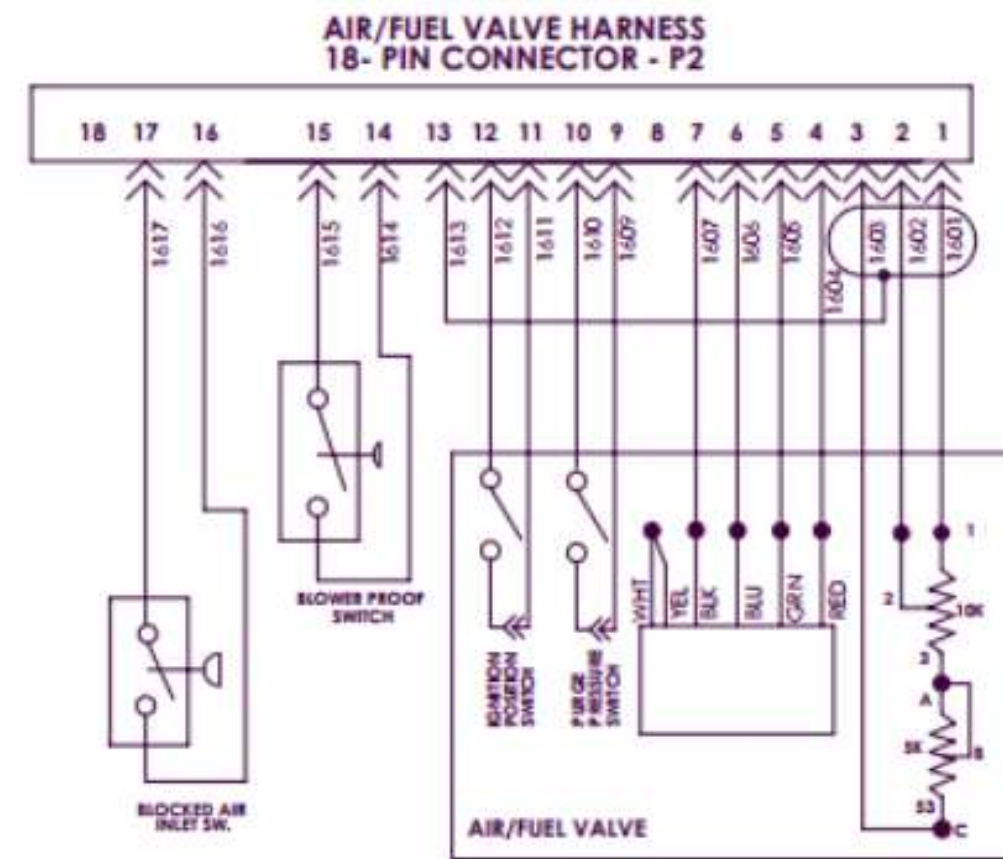 AIR/FUEL VALVE HARNESS
18- PIN CONNECTOR - P2
18 17 16 15 14 13 12 11 10 9 8 7 6 5 4 3 2 1
1617
1616
1615
1614
1613
1612
1611
1610
1609
1607
1606
1605
1604
1603
1602
1601
BLOWER PROOF
SWITCH
BLOCKED AIR
INLET SW.
IGNITION
POSITION
SWITCH
PURGE
PRESSURE
SWITCH
WHT
YEL
BLK
BLU
GRN
RED
1
2
10K
3
A
5K
B
C
AIR/FUEL VALVE